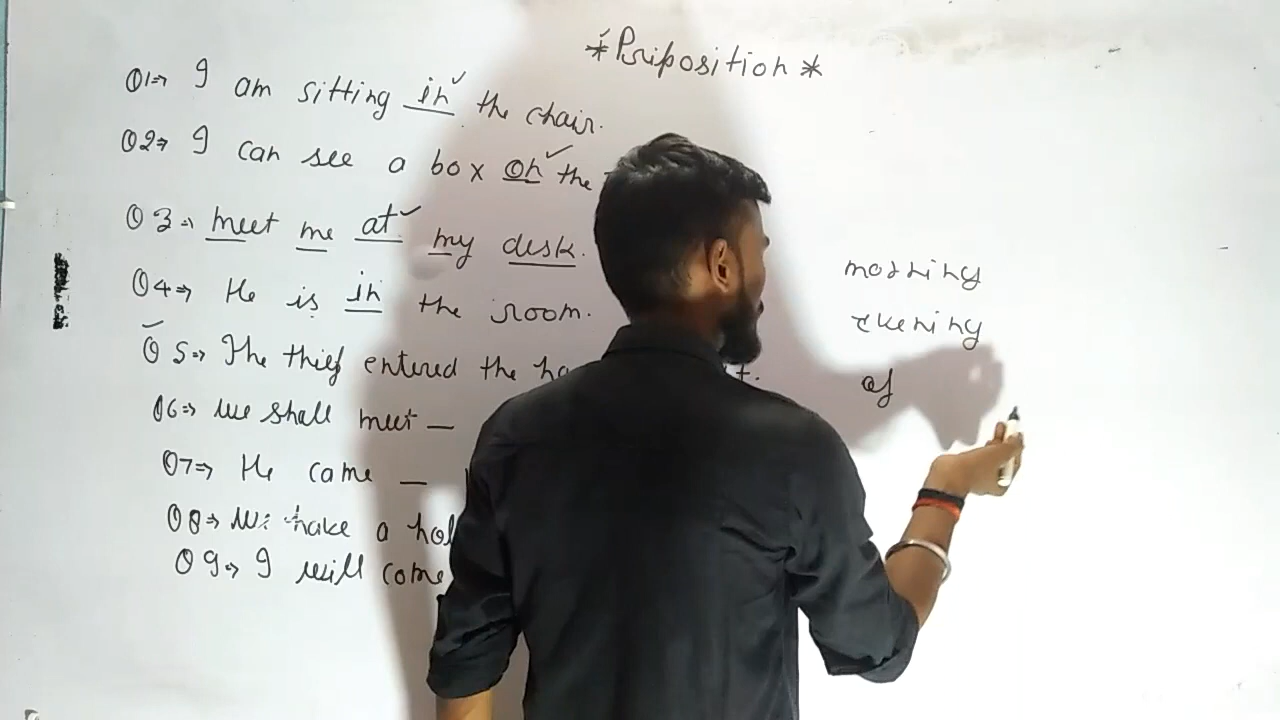 *Priposition*
Q1⇒ I am sitting in the chair.
Q2⇒ I can see a box on the
Q3⇒ meet me at my desk.
Q4⇒ He is in the room.
Q5⇒ The thief entered the ho t.
Q6⇒ We shall meet —
Q7⇒ He came —
Q8⇒ We have a hol
Q9⇒ I will come
morning
evening
af